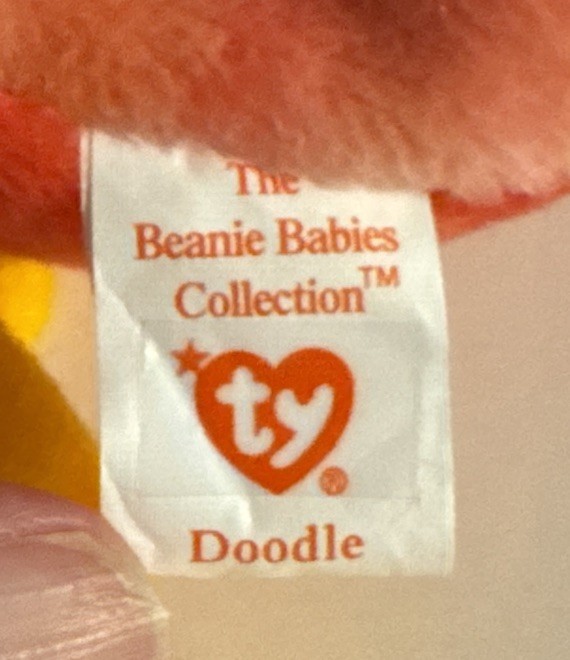 The
Beanie Babies
Collection™
ty®
Doodle